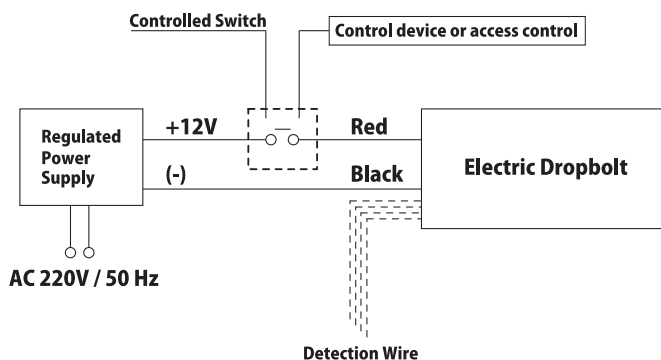 Controlled Switch
Control device or access control
Regulated
Power
Supply
+12V
Red
(-)
Black
Electric Dropbolt
AC 220V / 50 Hz
Detection Wire